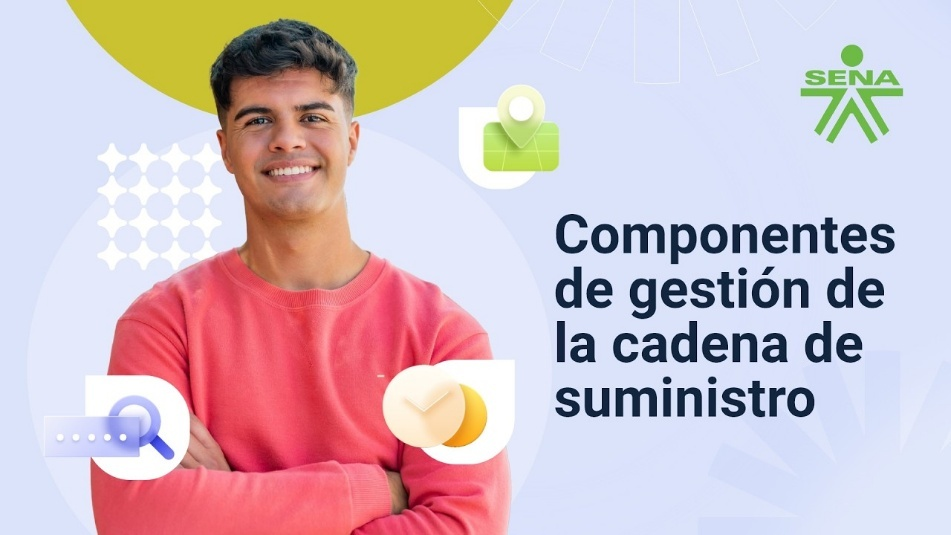 SENA
Componentes
de gestión de
la cadena de
suministro